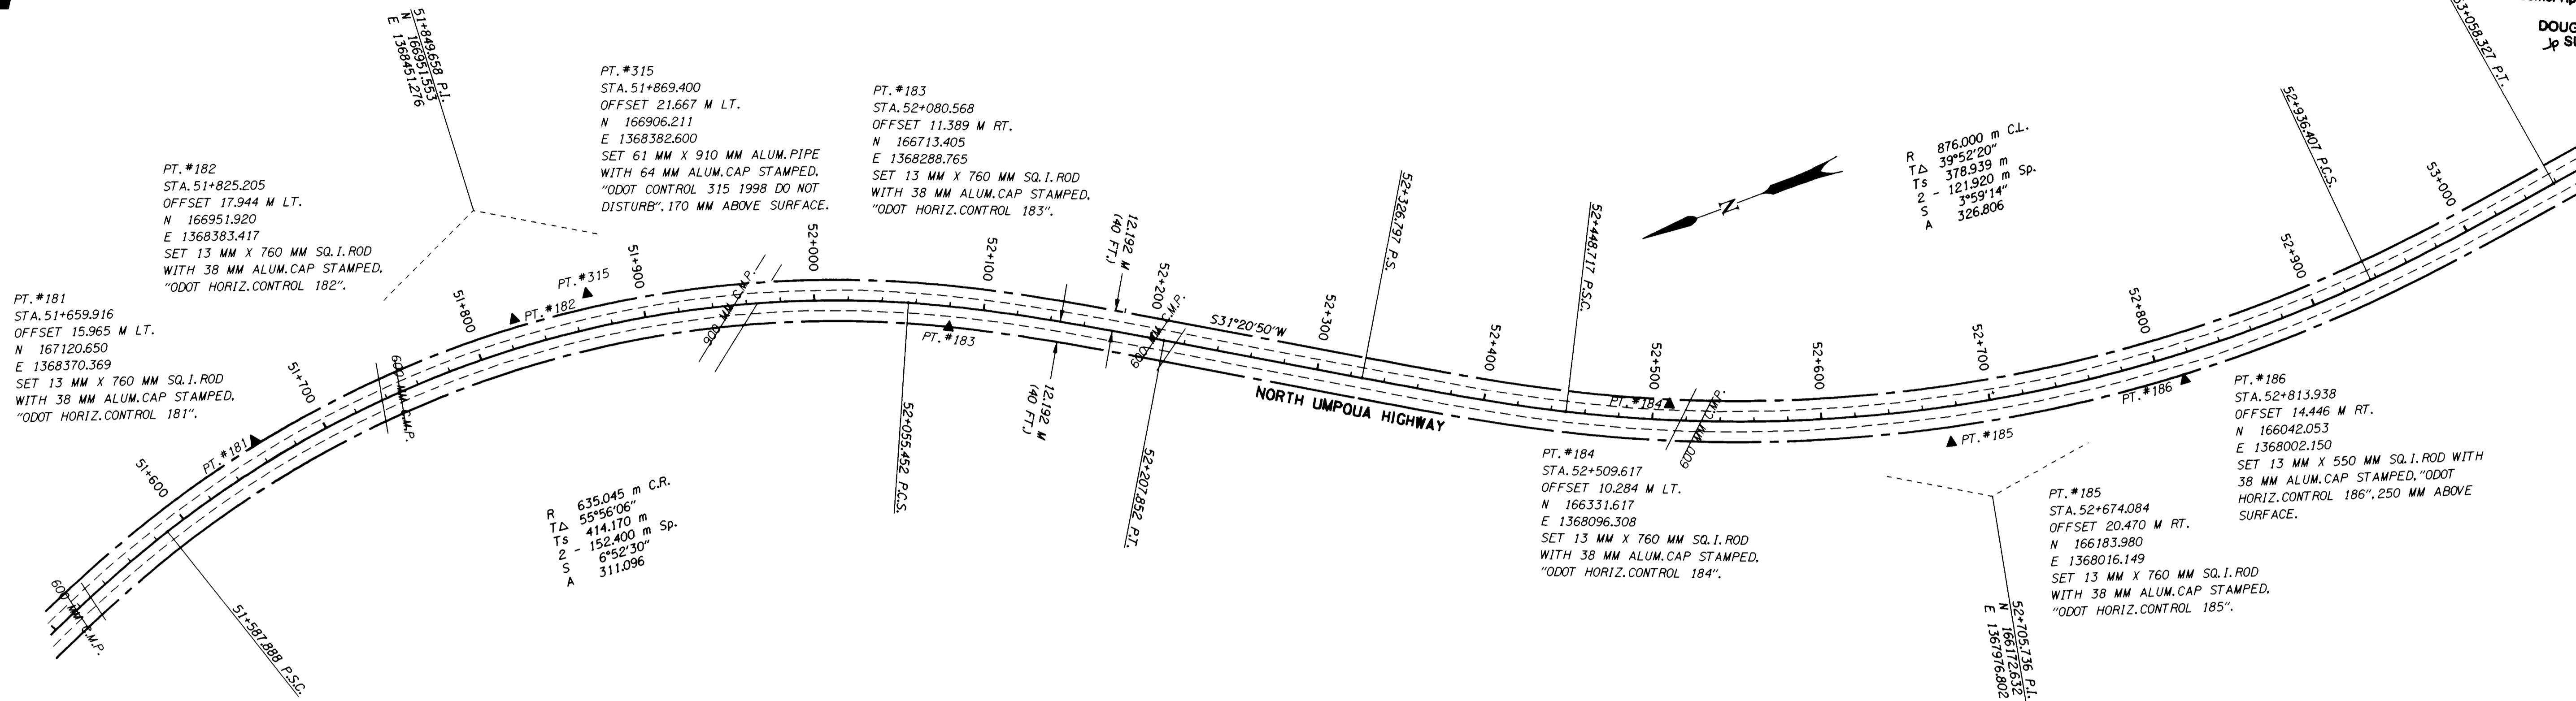 51+849.658 P.I.
N 166951.553
E 1368451.276
PT.#182
STA.51+825.205
OFFSET 17.944 M LT.
N 166951.920
E 1368383.417
SET 13 MM X 760 MM SQ.I.ROD
WITH 38 MM ALUM.CAP STAMPED,
"ODOT HORIZ.CONTROL 182".
PT.#181
STA.51+659.916
OFFSET 15.965 M LT.
N 167120.650
E 1368370.369
SET 13 MM X 760 MM SQ.I.ROD
WITH 38 MM ALUM.CAP STAMPED,
"ODOT HORIZ.CONTROL 181".
PT.#315
STA.51+869.400
OFFSET 21.667 M LT.
N 166906.211
E 1368382.600
SET 61 MM X 910 MM ALUM.PIPE
WITH 64 MM ALUM.CAP STAMPED,
"ODOT CONTROL 315 1998 DO NOT
DISTURB".170 MM ABOVE SURFACE.
PT.#183
STA.52+080.568
OFFSET 11.389 M RT.
N 166713.405
E 1368288.765
SET 13 MM X 760 MM SQ.I.ROD
WITH 38 MM ALUM.CAP STAMPED.
"ODOT HORIZ.CONTROL 183".
600 MM C.M.P.
51+587.888 P.S.C.
51+600
PT.#181
51+700
600 MM C.M.P.
51+800
PT.#182
PT.#315
51+900
900 MM C.M.P.
52+000
52+055.452 P.C.S.
PT.#183
52+100
12.192 M
(40 FT.)
12.192 M
(40 FT.)
52+200
600 MM C.M.P.
52+207.852 P.T.
S31°20'50"W
52+300
52+326.797 P.S.
NORTH UMPQUA HIGHWAY
52+400
52+448.717 P.S.C.
52+500
PT.#184
600 MM C.M.P.
52+600
52+700
PT.#185
52+800
PT.#186
52+900
52+936.407 P.C.S.
53+000
53+058.327 P.T.
N
R 635.045 m C.R.
T△ 55°56'06"
Ts 414.170 m
2 - 152.400 m Sp.
S 6°52'30"
A 311.096
R 876.000 m C.L.
T△ 39°52'20"
Ts 378.939 m
2 - 121.920 m Sp.
S 3°59'14"
A 326.806
PT.#184
STA.52+509.617
OFFSET 10.284 M LT.
N 166331.617
E 1368096.308
SET 13 MM X 760 MM SQ.I.ROD
WITH 38 MM ALUM.CAP STAMPED.
"ODOT HORIZ.CONTROL 184".
52+705.736 P.I.
N 166172.632
E 1367976.802
PT.#185
STA.52+674.084
OFFSET 20.470 M RT.
N 166183.980
E 1368016.149
SET 13 MM X 760 MM SQ.I.ROD
WITH 38 MM ALUM.CAP STAMPED.
"ODOT HORIZ.CONTROL 185".
PT.#186
STA.52+813.938
OFFSET 14.446 M RT.
N 166042.053
E 1368002.150
SET 13 MM X 550 MM SQ.I.ROD WITH
38 MM ALUM.CAP STAMPED,"ODOT
HORIZ.CONTROL 186",250 MM ABOVE
SURFACE.
DOUG